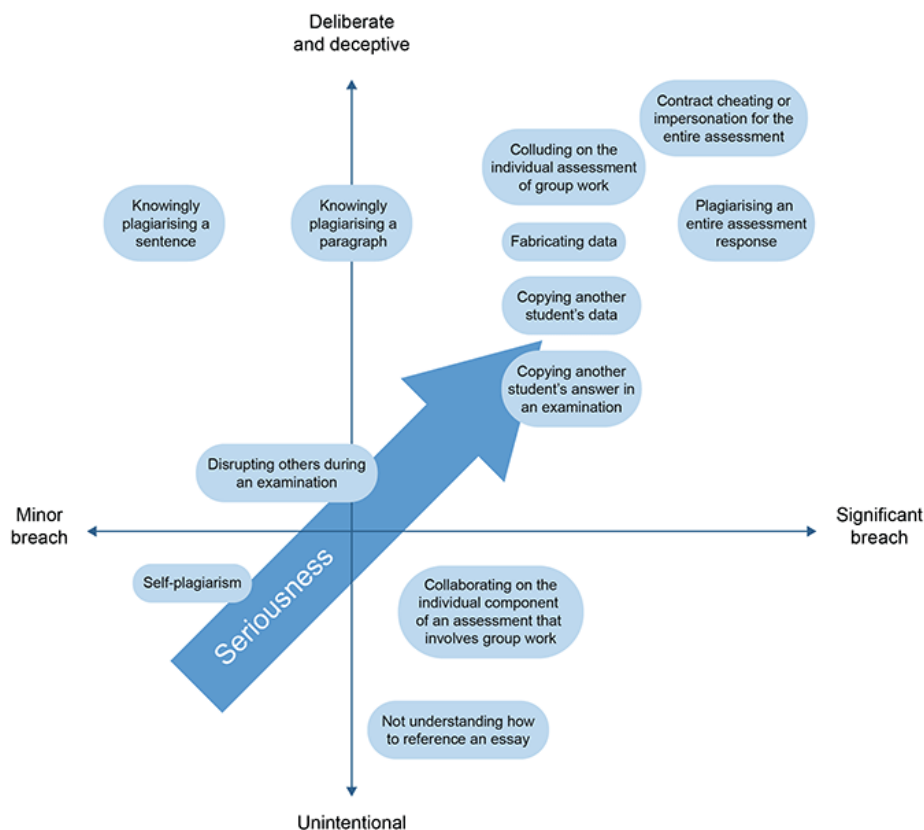 Deliberate
and deceptive
Contract cheating or
impersonation for the
entire assessment
Colluding on the
individual assessment
of group work
Knowingly
plagiarising a
sentence
Knowingly
plagiarising a
paragraph
Plagiarising an
entire assessment
response
Fabricating data
Copying another
student's data
Copying another
student's answer in
an examination
Disrupting others during
an examination
Minor
breach
Significant
breach
Self-plagiarism
Seriousness
Collaborating on the
individual component
of an assessment that
involves group work
Not understanding how
to reference an essay
Unintentional